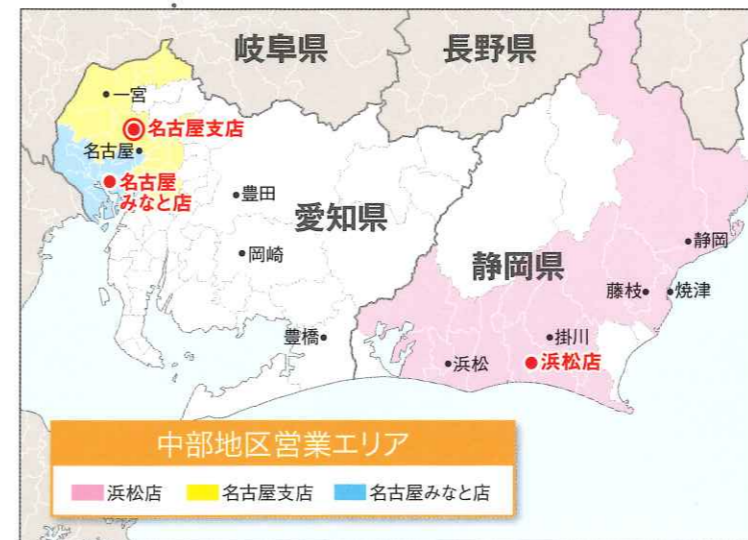 岐阜県
長野県
一宮
名古屋支店
名古屋
名古屋
みなと店
豊田
愛知県
岡崎
静岡県
静岡
藤枝
焼津
豊橋
掛川
浜松
浜松店
中部地区営業エリア
浜松店
名古屋支店
名古屋みなと店